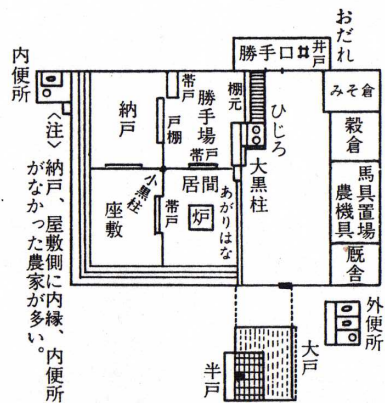 おだれ
井戸
勝手口
みそ倉
穀倉
馬具置場
農機具
厩舎
外便所
ひじろ
大黒柱
棚元
勝手場
帯戸
戸棚
帯戸
納戸
内便所
居間
炉
あがりはな
小黒柱
帯戸
座敷
大戸
半戸
〈注〉納戸、屋敷側に内縁、内便所
がなかった農家が多い。